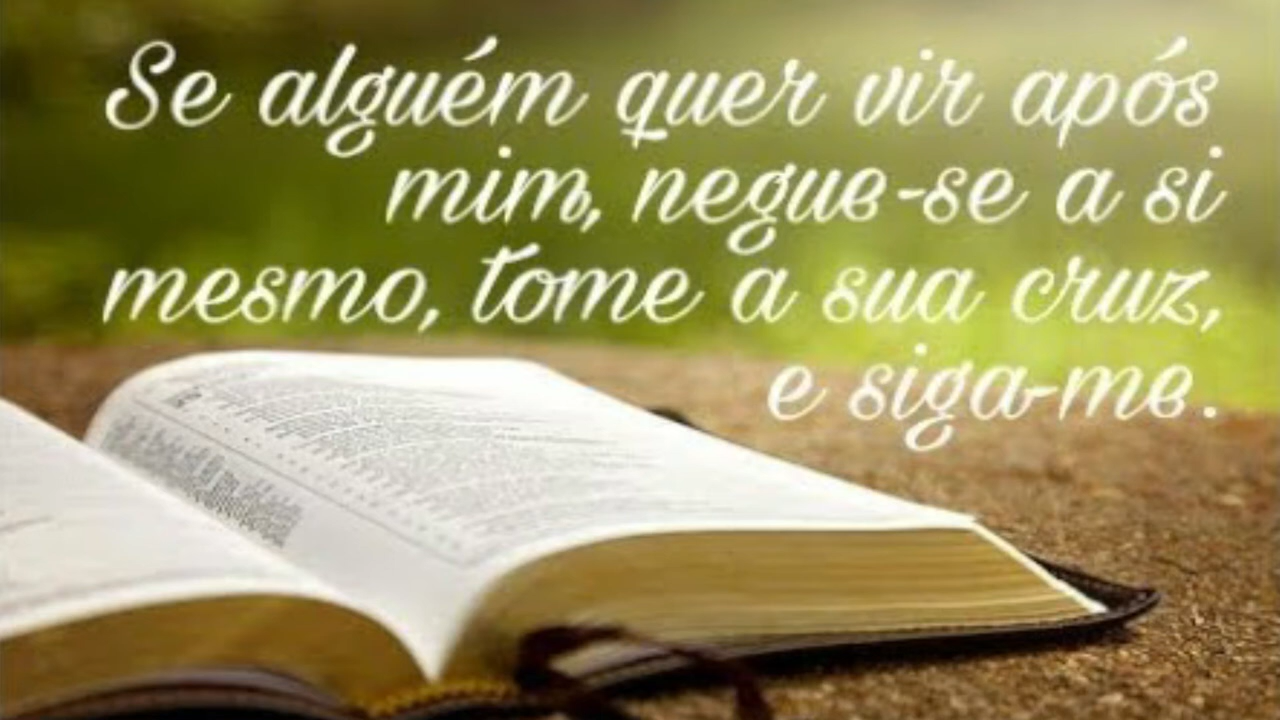 Se alguém quer vir após
mim, negue-se a si
mesmo, tome a sua cruz,
e siga-me.